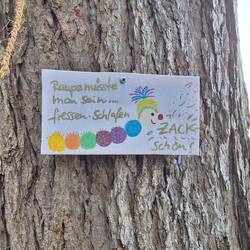 Raupe müsste
man sein....
fressen-Schlafen
ZACK
schön!